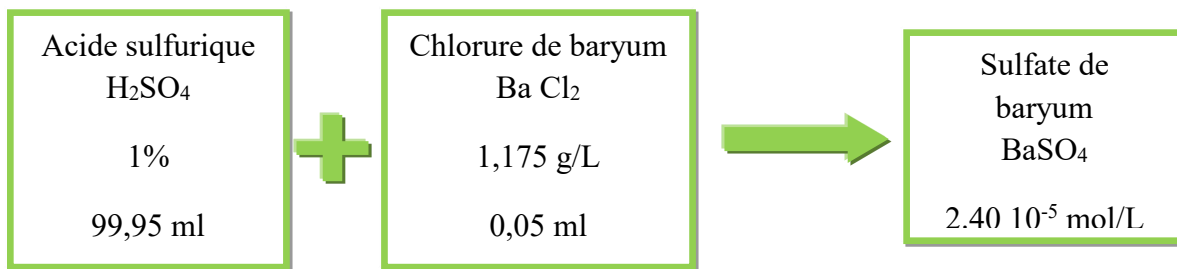 Acide sulfurique
H₂SO₄
1%
99,95 ml
Chlorure de baryum
Ba Cl₂
1,175 g/L
0,05 ml
Sulfate de
baryum
BaSO₄
2.40 10⁻⁵ mol/L